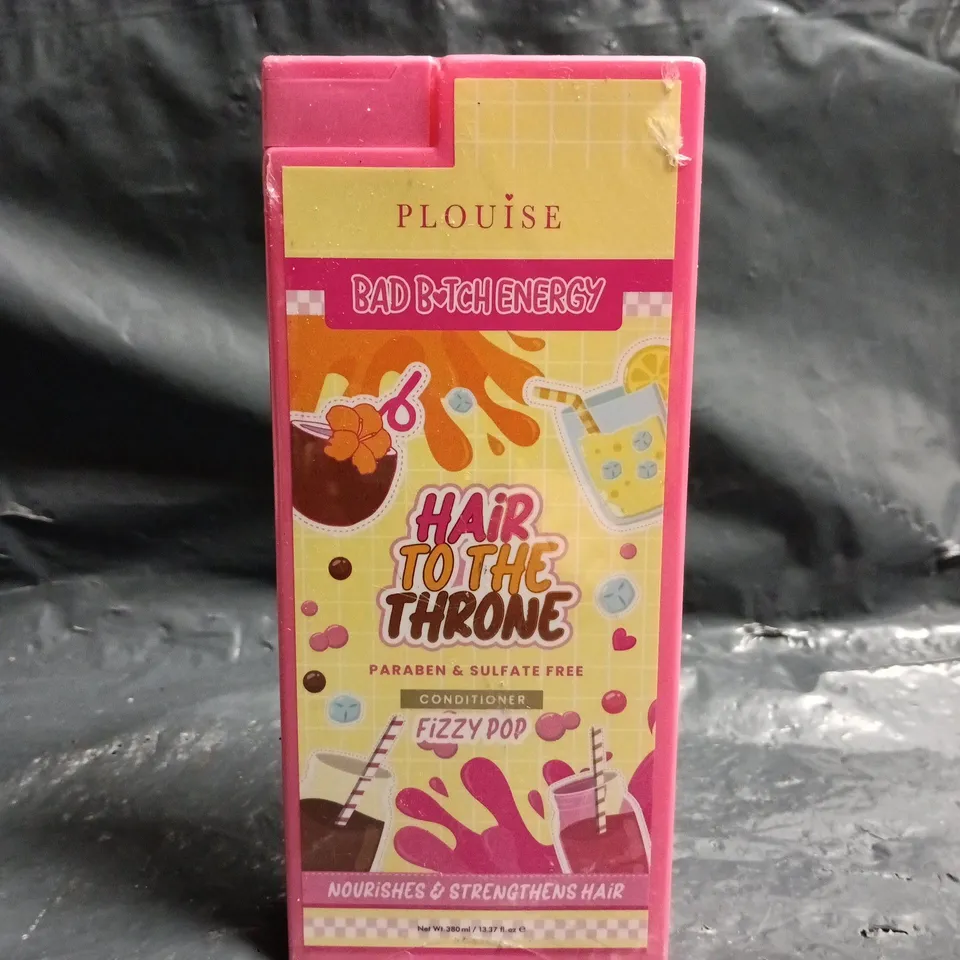 PLOUiSE
BAD B♥TCH ENERGY
HAiR
TO THE
THRONE
PARABEN & SULFATE FREE
CONDITIONER
FiZZY POP
NOURiSHES & STRENGTHENS HAiR
Net Wt 380ml / 13.37 fl. oz ℮